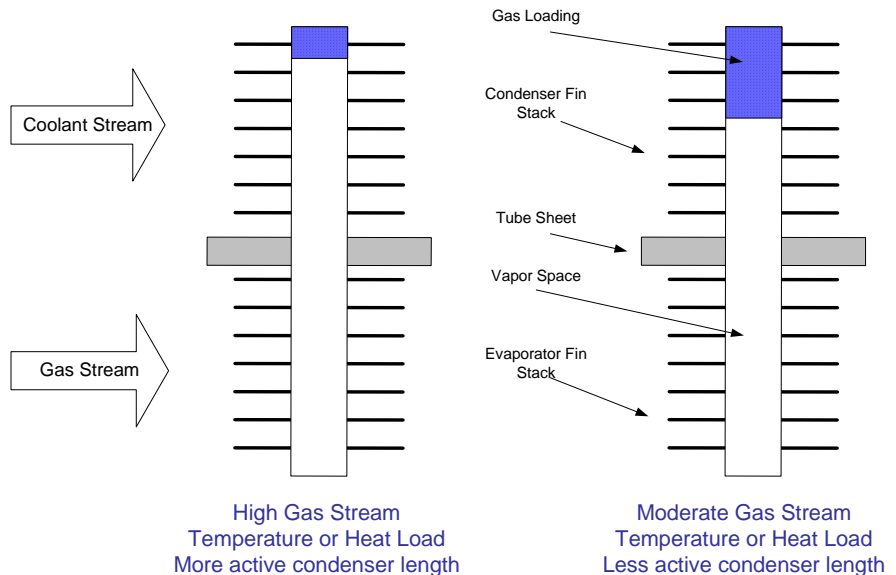 Gas Loading
Condenser Fin
Stack
Coolant Stream
Tube Sheet
Vapor Space
Evaporator Fin
Stack
Gas Stream
High Gas Stream
Temperature or Heat Load
More active condenser length
Moderate Gas Stream
Temperature or Heat Load
Less active condenser length